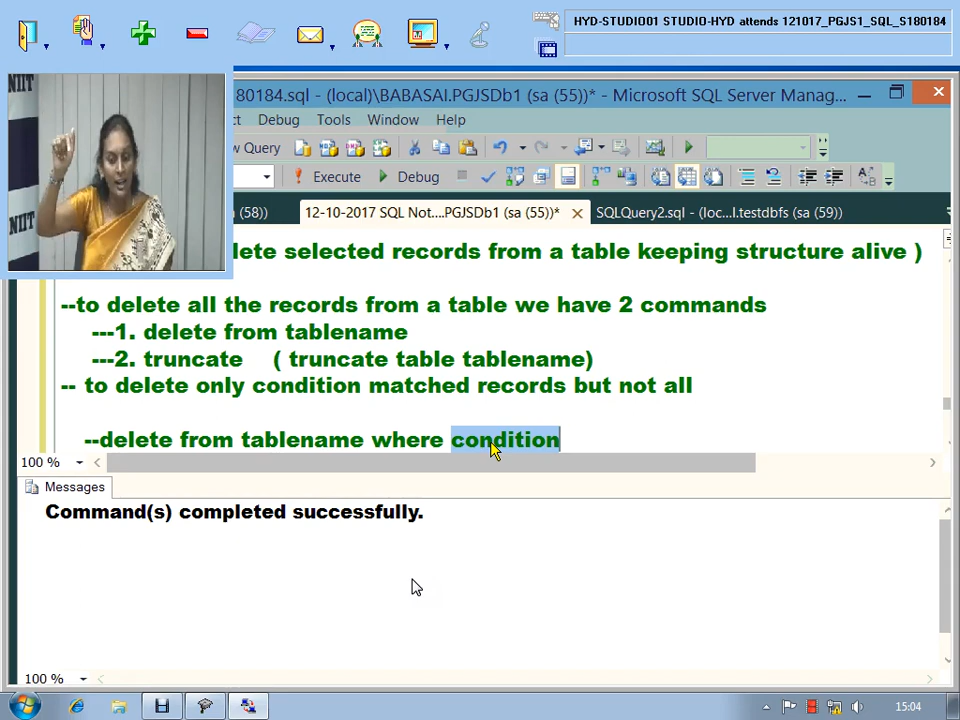 HYD-STUDIO01 STUDIO-HYD attends 121017_PGJS1_SQL_S180184
NIIT
NIIT
NIIT
80184.sql - (local)\BABASAI.PGJSDb1 (sa (55))* - Microsoft SQL Server Manag...
ct Debug Tools Window Help
w Query
Execute Debug
(58)) 12-10-2017 SQL Not....PGJSDb1 (sa (55))* SQLQuery2.sql - (loc...l.testdbfs (sa (59))
lete selected records from a table keeping structure alive )
--to delete all the records from a table we have 2 commands
---1. delete from tablename
---2. truncate ( truncate table tablename)
-- to delete only condition matched records but not all
--delete from tablename where condition
100 %
Messages
Command(s) completed successfully.
100 %
15:04